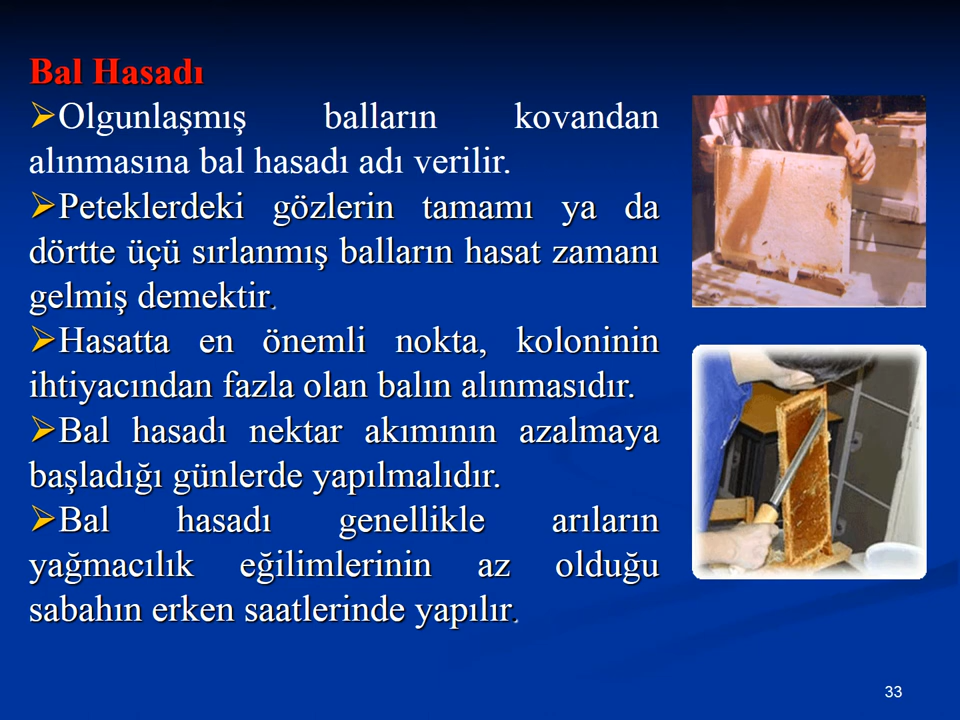 Bal Hasadı
➢Olgunlaşmış balların kovandan
alınmasına bal hasadı adı verilir.
➢Peteklerdeki gözlerin tamamı ya da
dörtte üçü sırlanmış balların hasat zamanı
gelmiş demektir.
➢Hasatta en önemli nokta, koloninin
ihtiyacından fazla olan balın alınmasıdır.
➢Bal hasadı nektar akımının azalmaya
başladığı günlerde yapılmalıdır.
➢Bal hasadı genellikle arıların
yağmacılık eğilimlerinin az olduğu
sabahın erken saatlerinde yapılır.
33